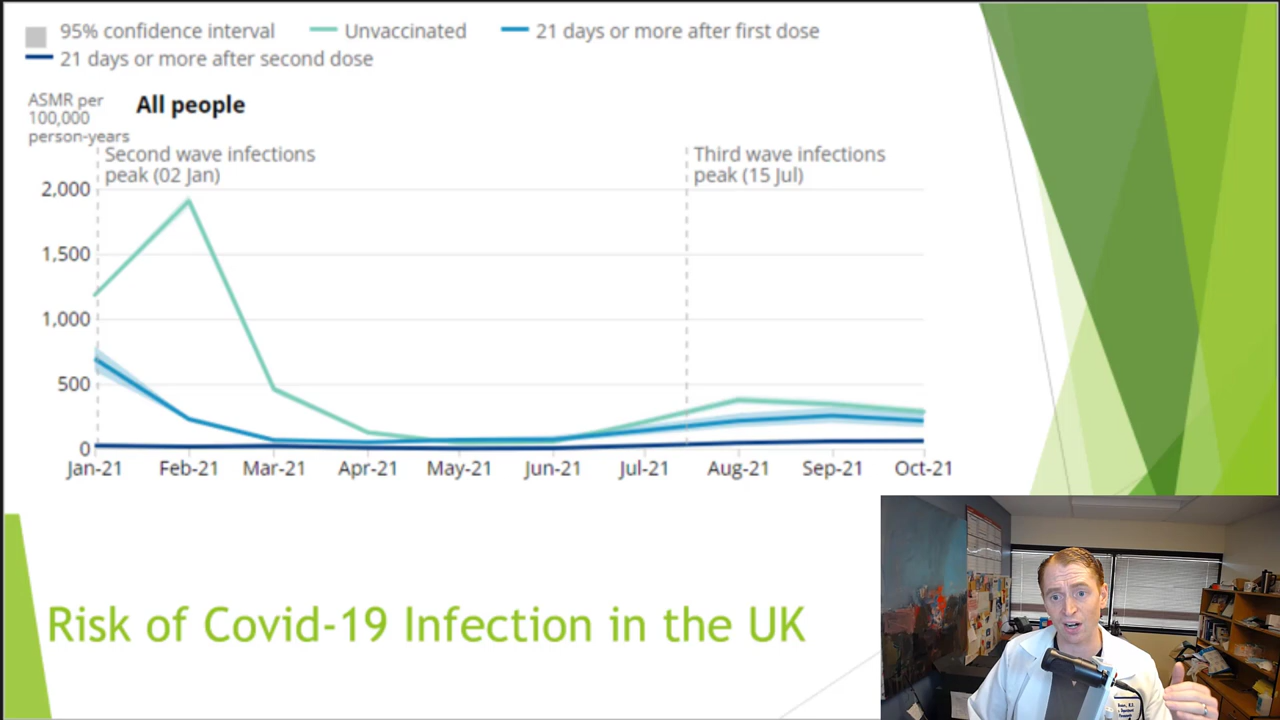 95% confidence interval Unvaccinated 21 days or more after first dose
21 days or more after second dose
ASMR per
100,000
person-years
All people
Second wave infections
peak (02 Jan)
Third wave infections
peak (15 Jul)
2,000
1,500
1,000
500
0
Jan-21 Feb-21 Mar-21 Apr-21 May-21 Jun-21 Jul-21 Aug-21 Sep-21 Oct-21
Risk of Covid-19 Infection in the UK